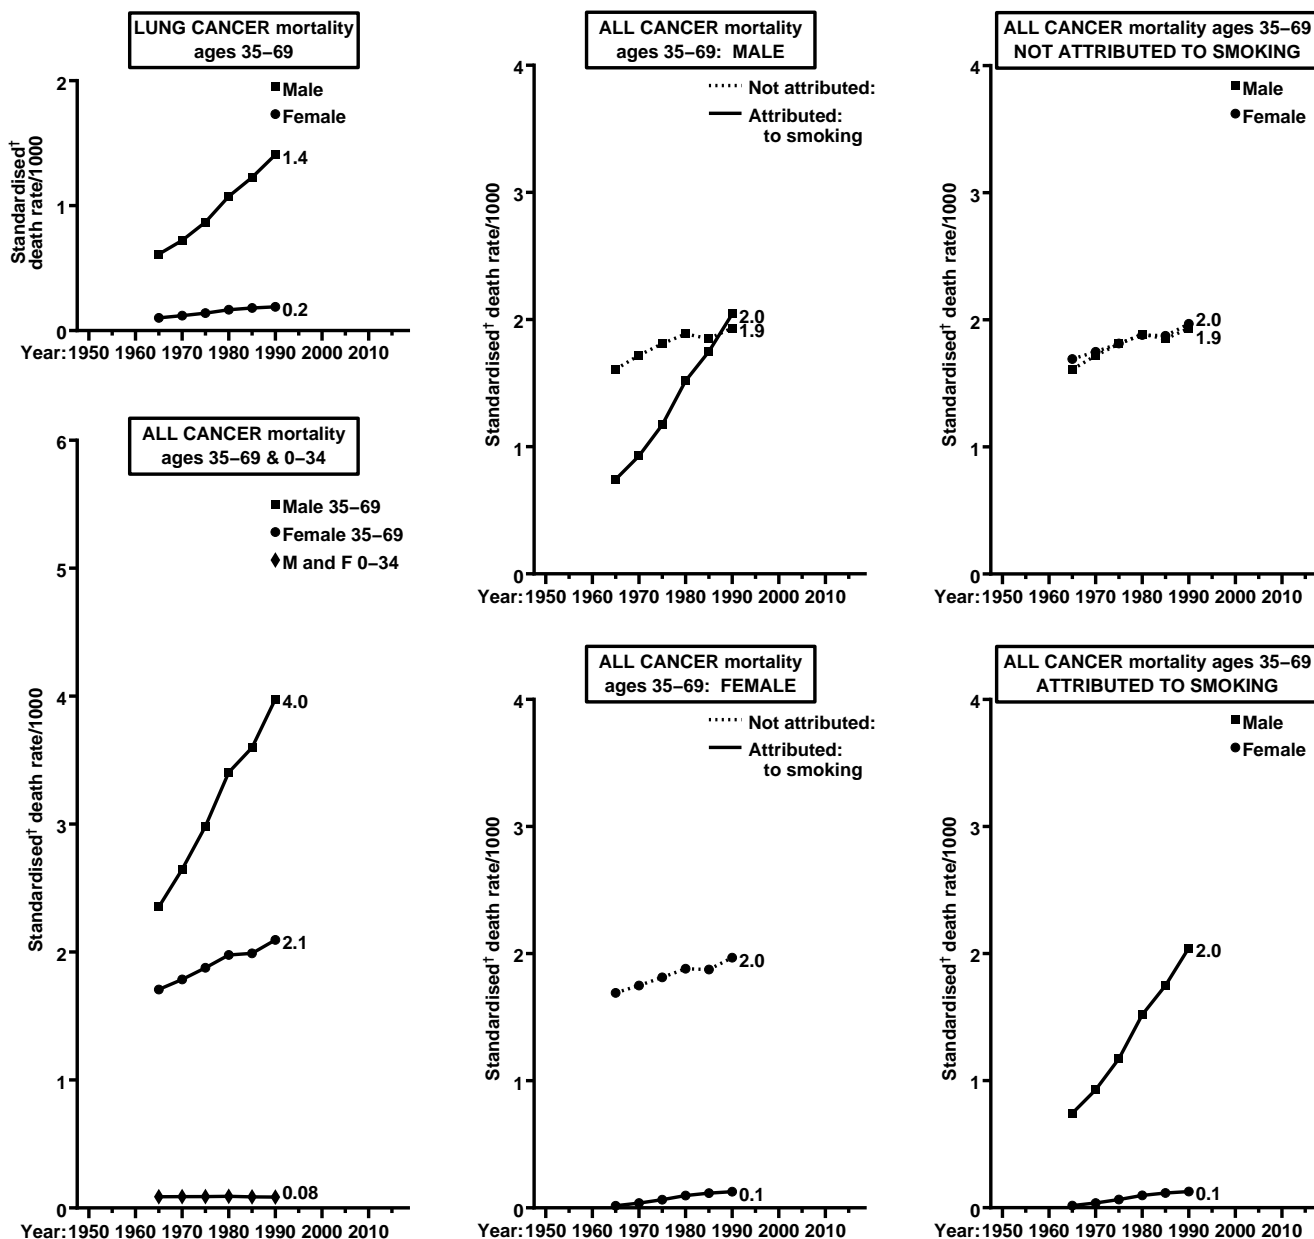 LUNG CANCER mortality
ages 35–69
2
1
0
Standardised†
death rate/1000
Male
Female
1.4
0.2
Year: 1950 1960 1970 1980 1990 2000 2010
ALL CANCER mortality
ages 35–69 & 0–34
6
5
4
3
2
1
0
Standardised† death rate/1000
Male 35–69
Female 35–69
M and F 0–34
4.0
2.1
0.08
Year: 1950 1960 1970 1980 1990 2000 2010
ALL CANCER mortality
ages 35–69: MALE
4
3
2
1
0
Standardised† death rate/1000
Not attributed:
Attributed:
to smoking
2.0
1.9
Year: 1950 1960 1970 1980 1990 2000 2010
ALL CANCER mortality
ages 35–69: FEMALE
4
3
2
1
0
Standardised† death rate/1000
Not attributed:
Attributed:
to smoking
2.0
0.1
Year: 1950 1960 1970 1980 1990 2000 2010
ALL CANCER mortality ages 35–69
NOT ATTRIBUTED TO SMOKING
4
3
2
1
0
Standardised† death rate/1000
Male
Female
2.0
1.9
Year: 1950 1960 1970 1980 1990 2000 2010
ALL CANCER mortality ages 35–69
ATTRIBUTED TO SMOKING
4
3
2
1
0
Standardised† death rate/1000
Male
Female
2.0
0.1
Year: 1950 1960 1970 1980 1990 2000 2010